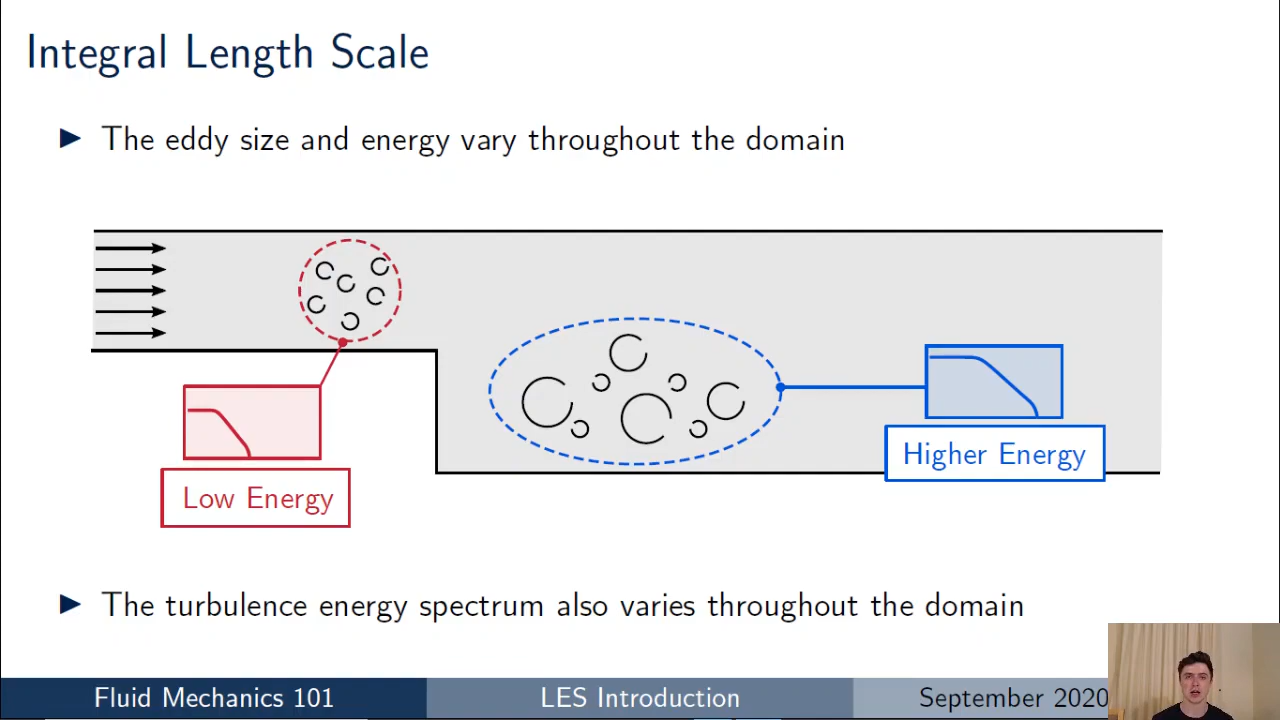 Integral Length Scale
The eddy size and energy vary throughout the domain
Low Energy
Higher Energy
The turbulence energy spectrum also varies throughout the domain
Fluid Mechanics 101
LES Introduction
September 2020